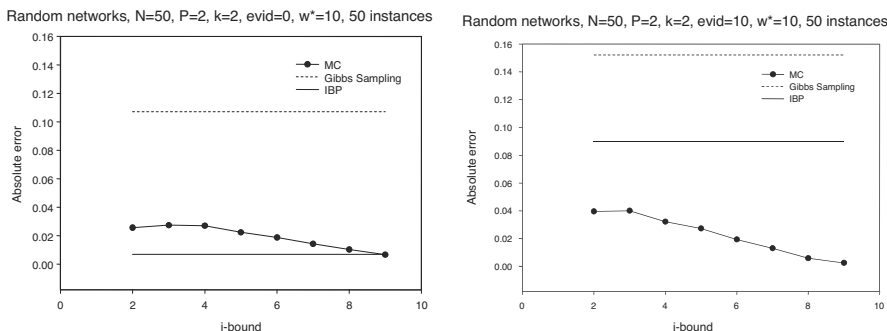 Random networks, N=50, P=2, k=2, evid=0, w*=10, 50 instances
0.16
0.14
0.12
0.10
0.08
0.06
0.04
0.02
0.00
Absolute error
MC
Gibbs Sampling
IBP
0 2 4 6 8 10
i-bound
Random networks, N=50, P=2, k=2, evid=10, w*=10, 50 instances
0.16
0.14
0.12
0.10
0.08
0.06
0.04
0.02
0.00
Absolute error
MC
Gibbs Sampling
IBP
0 2 4 6 8 10
i-bound